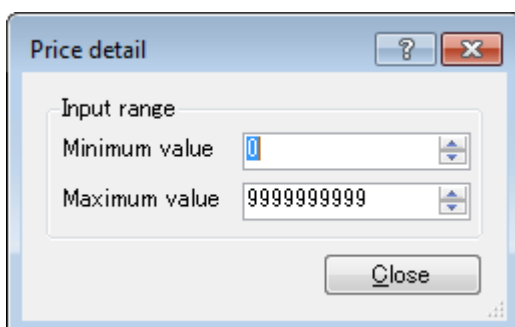 Price detail
Input range
Minimum value 0
Maximum value 9999999999
Close